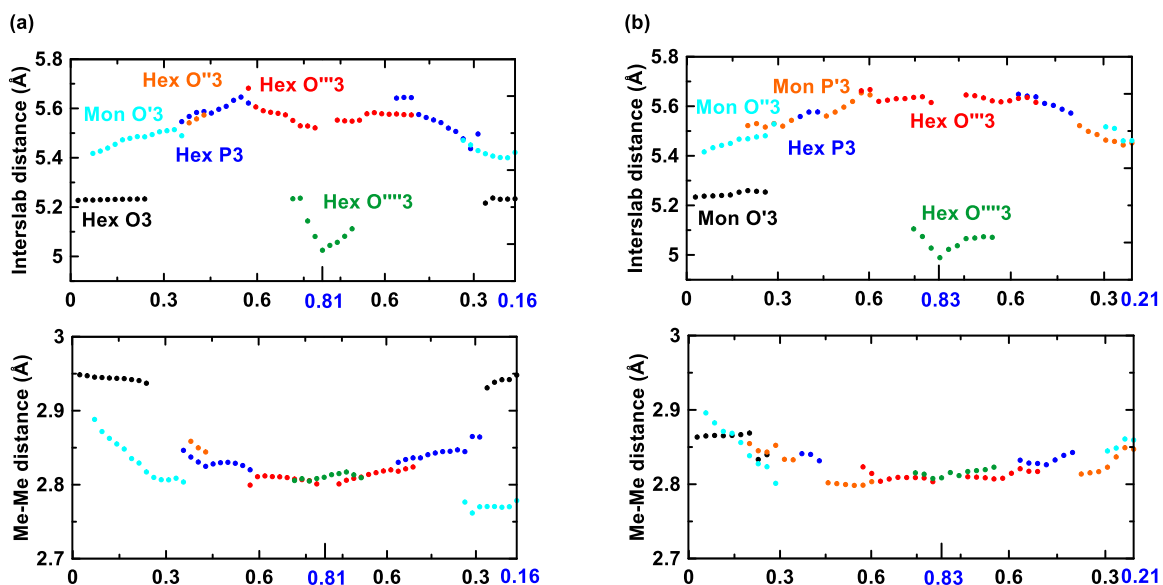 (a)
(b)
Interslab distance (Å)
5.8
5.6
5.4
5.2
5
Hex O''3
Hex O'''3
Mon O'3
Hex P3
Hex O''''3
Hex O3
0
0.3
0.6
0.81
0.6
0.3
0.16
Interslab distance (Å)
5.8
5.6
5.4
5.2
5
Mon P'3
Mon O''3
Hex O'''3
Hex P3
Hex O''''3
Mon O'3
0
0.3
0.6
0.83
0.6
0.3
0.21
Me-Me distance (Å)
3
2.9
2.8
2.7
0
0.3
0.6
0.81
0.6
0.3
0.16
Me-Me distance (Å)
3
2.9
2.8
2.7
0
0.3
0.6
0.83
0.6
0.3
0.21